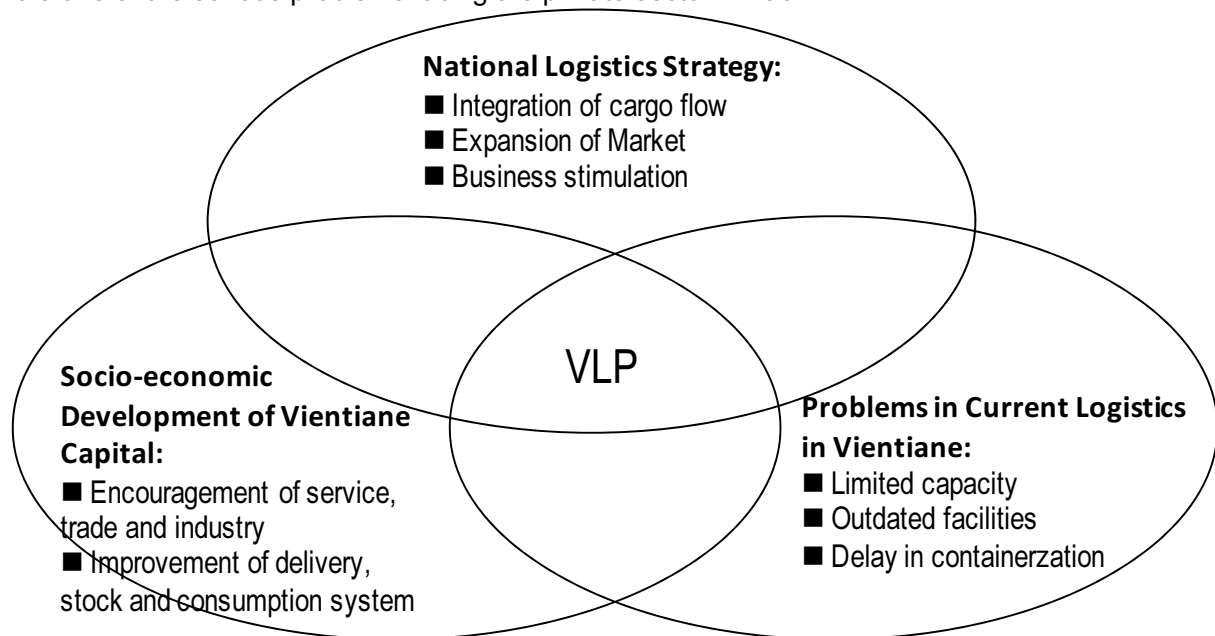 National Logistics Strategy:
■ Integration of cargo flow
■ Expansion of Market
■ Business stimulation
VLP
Socio-economic
Development of Vientiane
Capital:
■ Encouragement of service,
trade and industry
■ Improvement of delivery,
stock and consumption system
Problems in Current Logistics
in Vientiane:
■ Limited capacity
■ Outdated facilities
■ Delay in containerzation